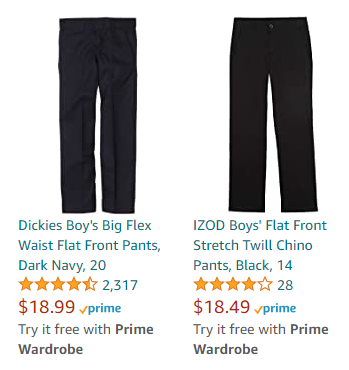 Dickies Boy's Big Flex
Waist Flat Front Pants,
Dark Navy, 20
2,317
$18.99 prime
Try it free with Prime
Wardrobe
IZOD Boys' Flat Front
Stretch Twill Chino
Pants, Black, 14
28
$18.49 prime
Try it free with Prime
Wardrobe